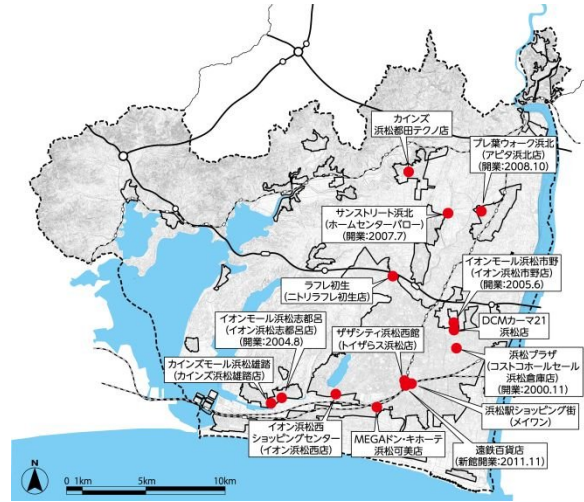 カインズ
浜松都田テクノ店
プレ葉ウォーク浜北
(アピタ浜北店)
(開業:2008.10)
サンストリート浜北
(ホームセンターバロー)
(開業:2007.7)
イオンモール浜松市野
(イオン浜松市野店)
(開業:2005.6)
ラフレ初生
(ニトリラフレ初生店)
イオンモール浜松志都呂
(イオン浜松志都呂店)
(開業:2004.8)
ザザシティ浜松西館
(トイザらス浜松店)
DCMカーマ21
浜松店
カインズモール浜松雄踏
(カインズ浜松雄踏店)
浜松プラザ
(コストコホールセール
浜松倉庫店)
(開業:2000.11)
浜松駅ショッピング街
(メイワン)
イオン浜松西
ショッピングセンター
(イオン浜松西店)
MEGAドン・キホーテ
浜松可美店
遠鉄百貨店
(新館開業:2011.11)
N
0 1km 5km 10km